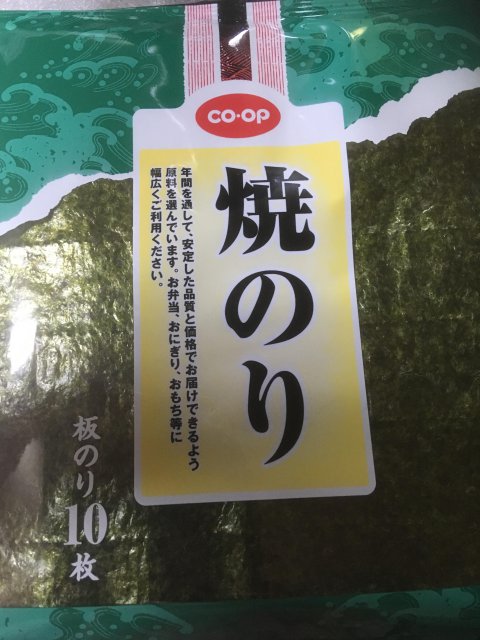 CO·OP
焼のり
年間を通して、安定した品質と価格でお届けできるよう
原料を選んでいます。お弁当、おにぎり、おもち等に
幅広くご利用ください。
板のり10枚